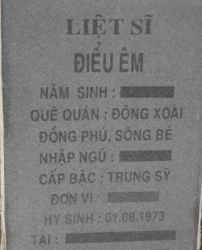 LIỆT SĨ
ĐIỂU ÊM
NĂM SINH :
QUÊ QUÁN : ĐÔNG XOÀI
ĐỒNG PHÚ, SÔNG BÉ
NHẬP NGŨ :
CẤP BẬC : TRUNG SỸ
ĐƠN VỊ :
HY SINH : 01.08.1973
TẠI :